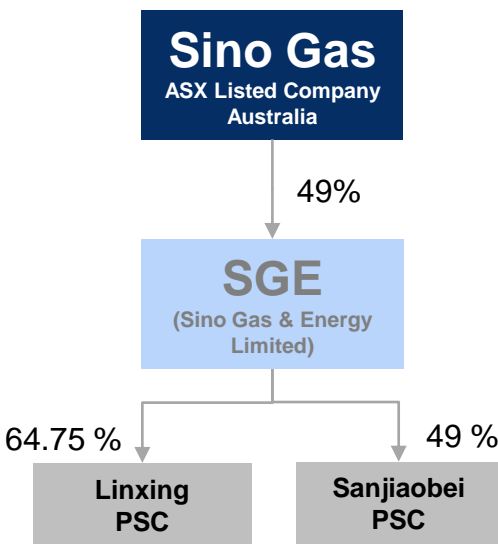 Sino Gas
ASX Listed Company
Australia
49%
SGE
(Sino Gas & Energy
Limited)
64.75 %
49 %
Linxing
PSC
Sanjiaobei
PSC